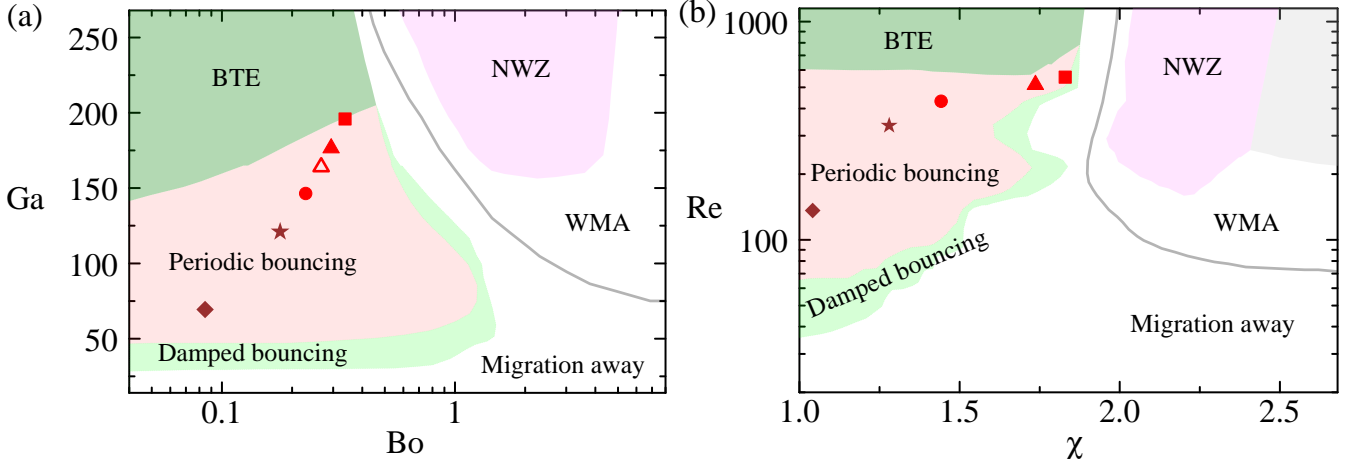 (a)
250
200
150
100
50
Ga
BTE
NWZ
WMA
Periodic bouncing
Damped bouncing
Migration away
0.1
1
Bo
(b)
1000
100
Re
BTE
NWZ
Periodic bouncing
WMA
Damped bouncing
Migration away
1.0
1.5
2.0
2.5
χ